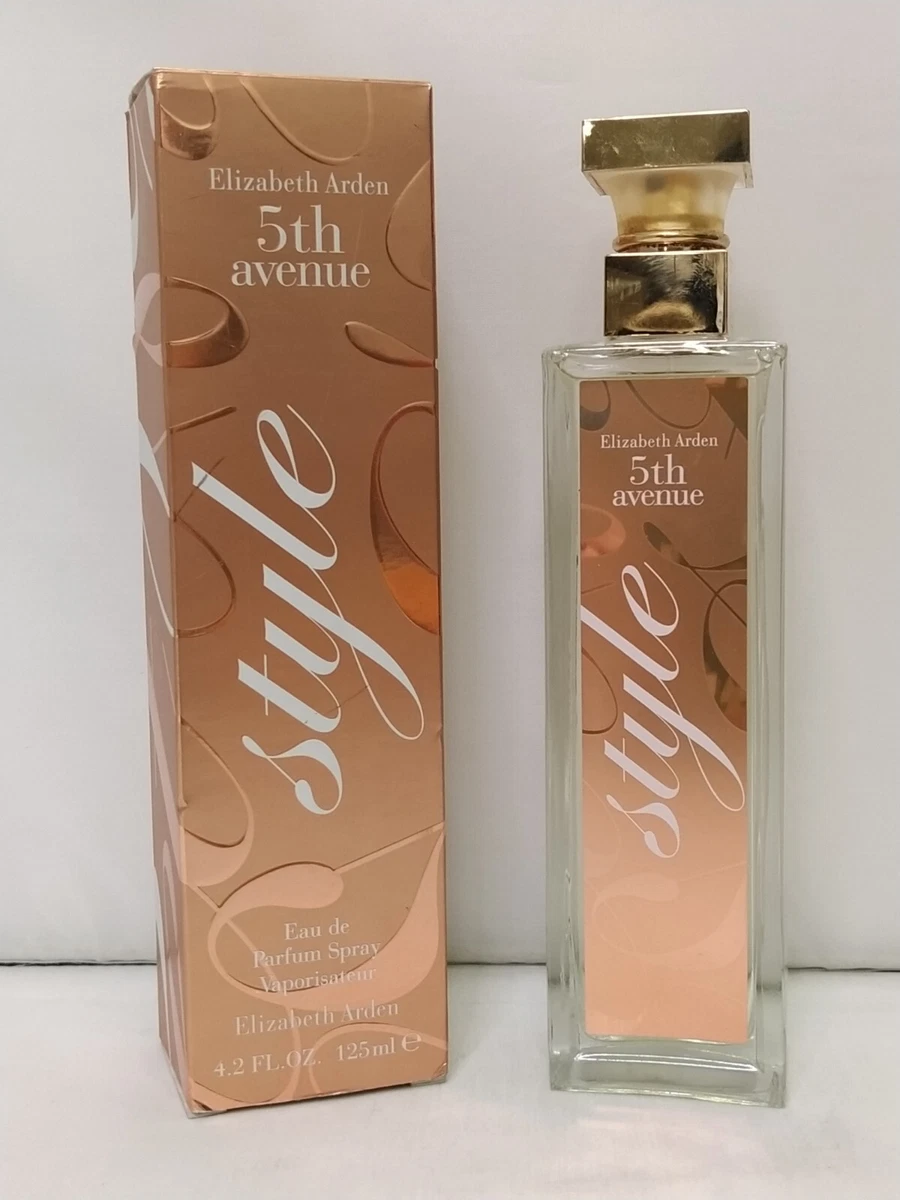 Elizabeth Arden
5th
avenue
style
Eau de
Parfum Spray
Vaporisateur
Elizabeth Arden
4.2 FL.OZ. 125ml ℮
Elizabeth Arden
5th
avenue
style